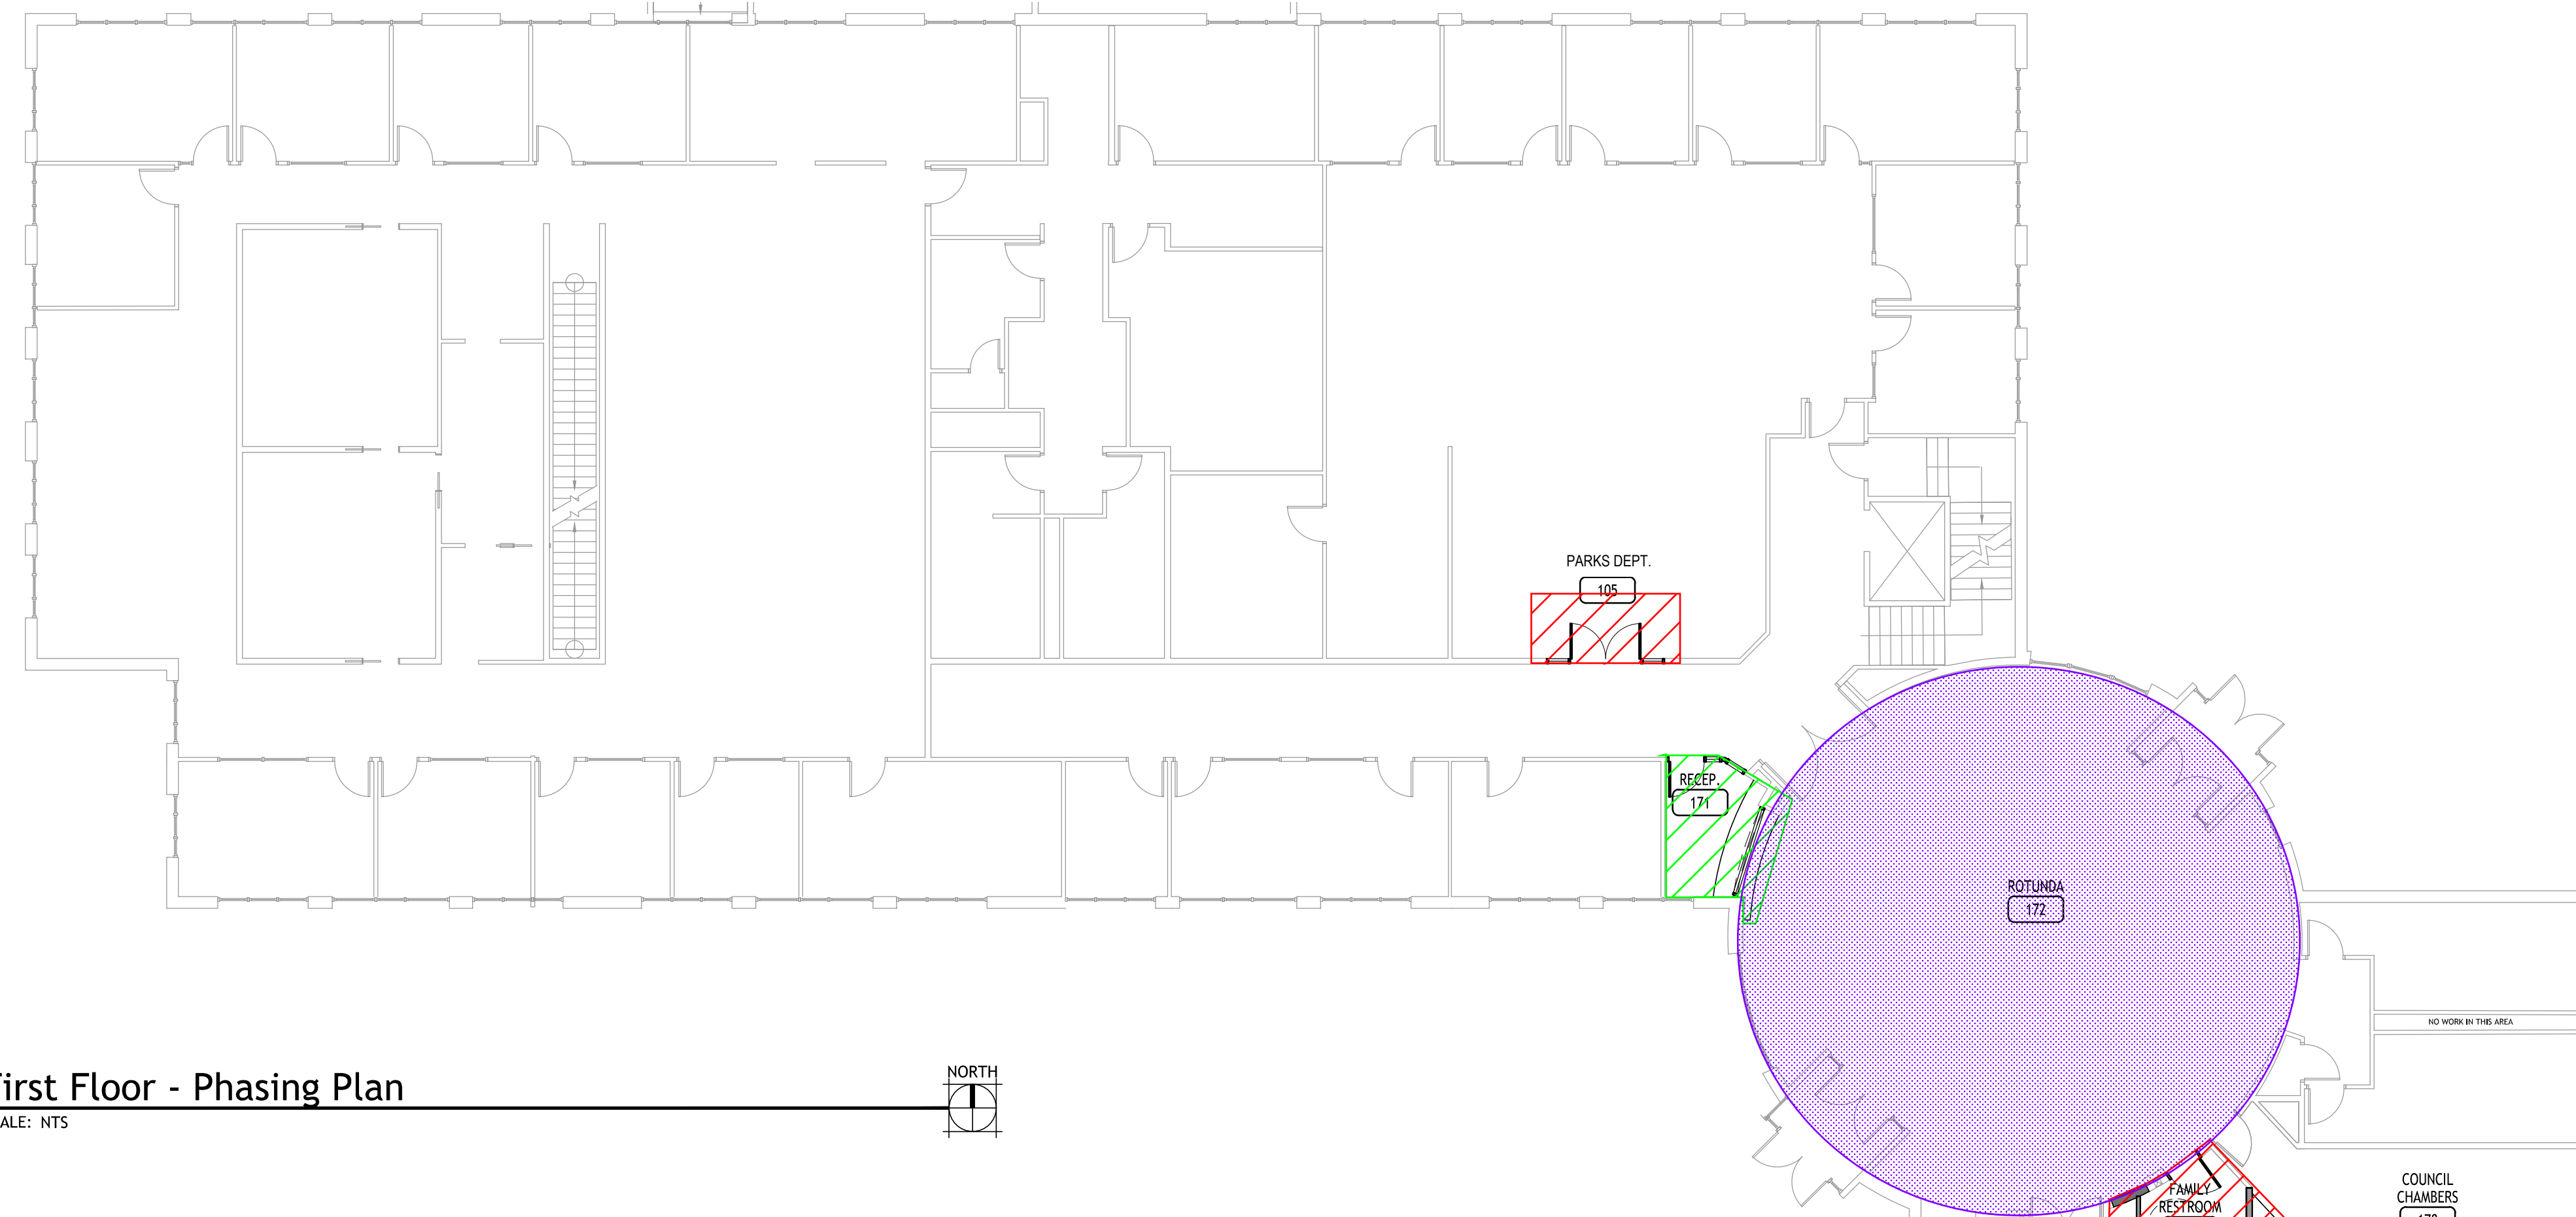 PARKS DEPT.
105
RECEP.
171
ROTUNDA
172
NO WORK IN THIS AREA
NORTH
First Floor - Phasing Plan
ALE: NTS
FAMILY
RESTROOM
COUNCIL
CHAMBERS